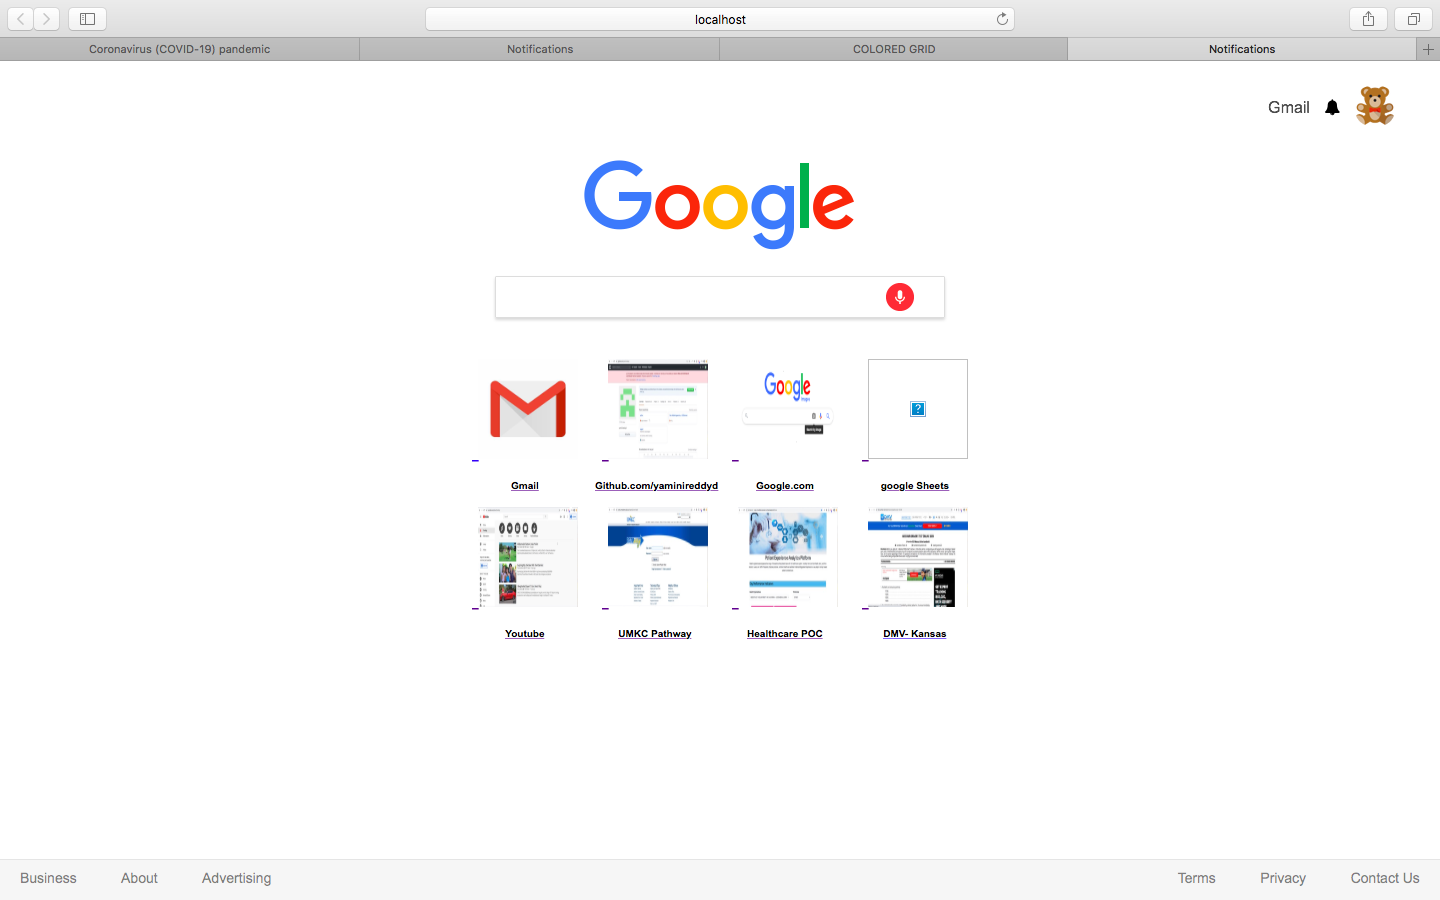 localhost
Coronavirus (COVID-19) pandemic
Notifications
COLORED GRID
Notifications
Gmail
Google
Google
Gmail
Github.com/yaminireddyd
Google.com
google Sheets
Youtube
UMKC Pathway
Healthcare POC
DMV- Kansas
Business
About
Advertising
Terms
Privacy
Contact Us